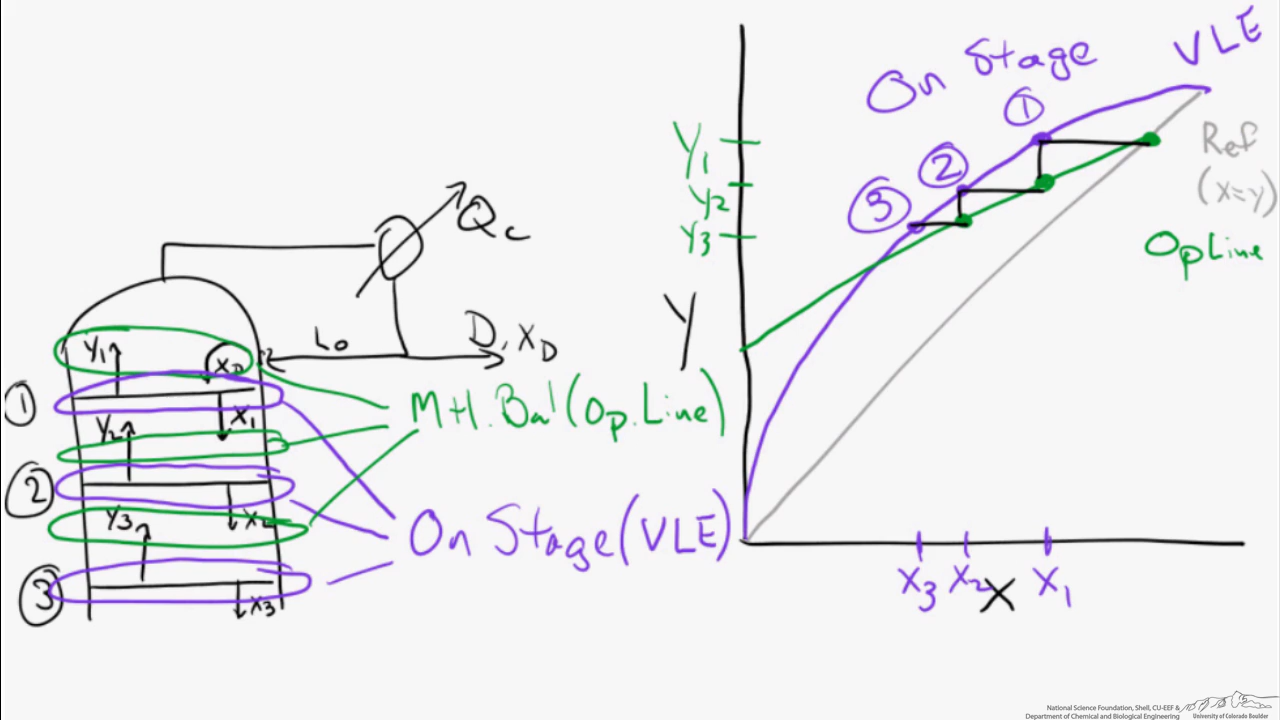 On Stage
VLE
①
②
③
Y1
Y2
Y3
Ref
(x=y)
Op Line
Y
X3 X2 X X1
Qc
Lo
D, XD
Y1 XD
① X1
Y2
② X2
Y3
③ X3
Mtl. Bal (Op. Line)
On Stage (VLE)
National Science Foundation, Shell, CU-EEF &
Department of Chemical and Biological Engineering
University of Colorado Boulder